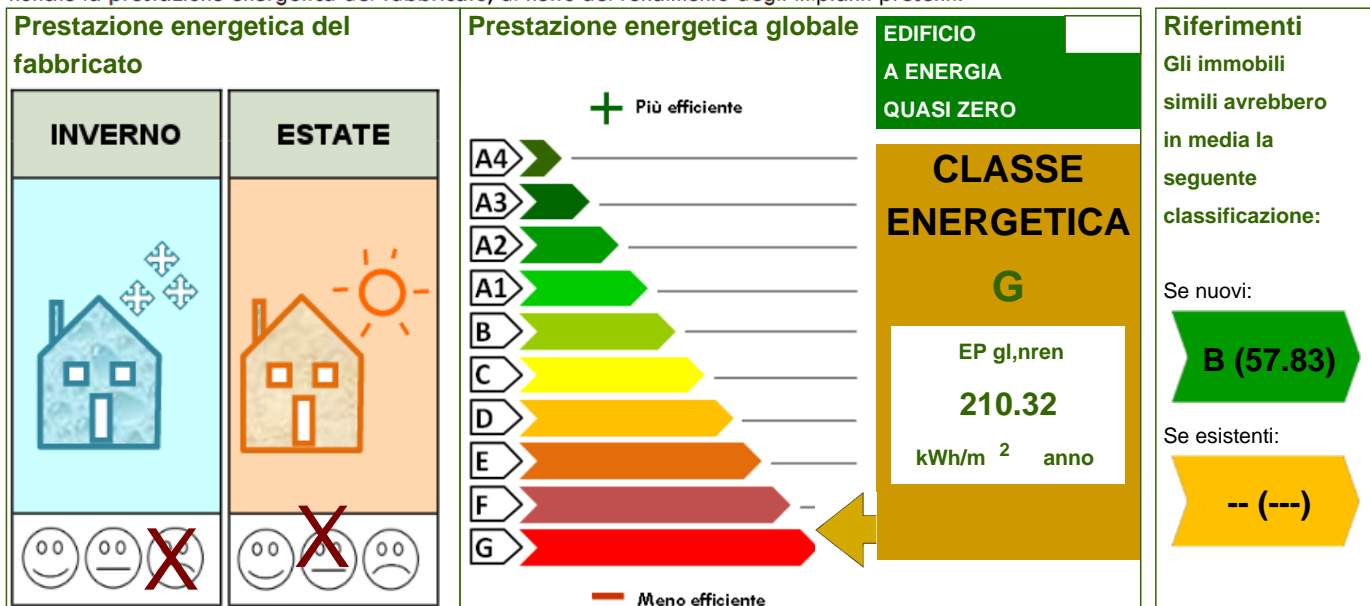 Prestazione energetica del
fabbricato
INVERNO
ESTATE
Prestazione energetica globale
Più efficiente
A4
A3
A2
A1
B
C
D
E
F
G
Meno efficiente
EDIFICIO
A ENERGIA
QUASI ZERO
CLASSE
ENERGETICA
G
EP gl,nren
210.32
kWh/m 2 anno
Riferimenti
Gli immobili
simili avrebbero
in media la
seguente
classificazione:
Se nuovi:
B (57.83)
Se esistenti:
-- (---)